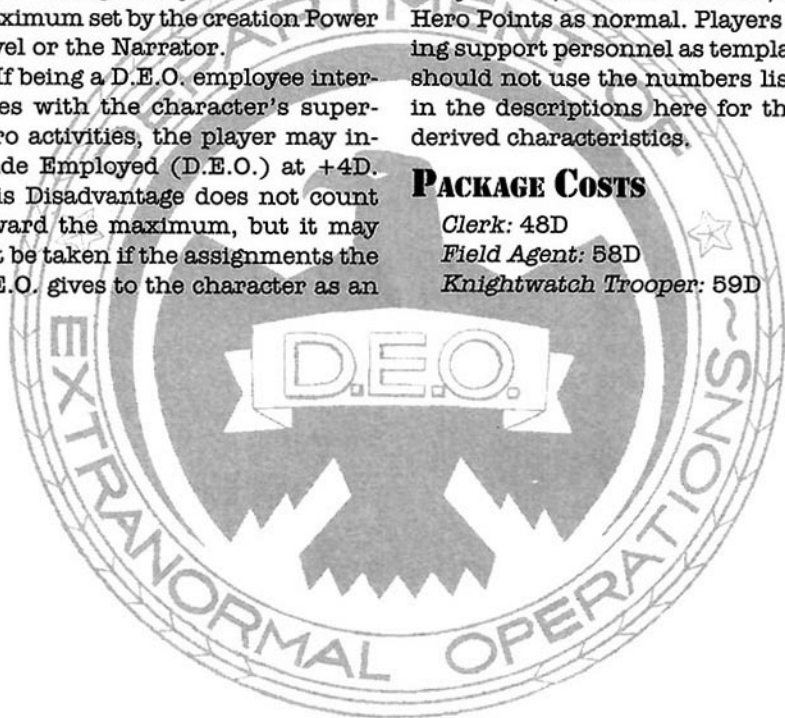 ximum set by the creation Power
vel or the Narrator.
If being a D.E.O. employee inter-
es with the character's super-
ro activities, the player may in-
de Employed (D.E.O.) at +4D.
is Disadvantage does not count
ward the maximum, but it may
t be taken if the assignments the
E.O. gives to the character as an
Hero Points as normal. Players
ing support personnel as templa
should not use the numbers lis
in the descriptions here for th
derived characteristics.
PACKAGE COSTS
Clerk: 48D
Field Agent: 58D
Knightwatch Trooper: 59D
DEPARTMENT OF
EXTRANORMAL OPERATIONS~
D.E.O.